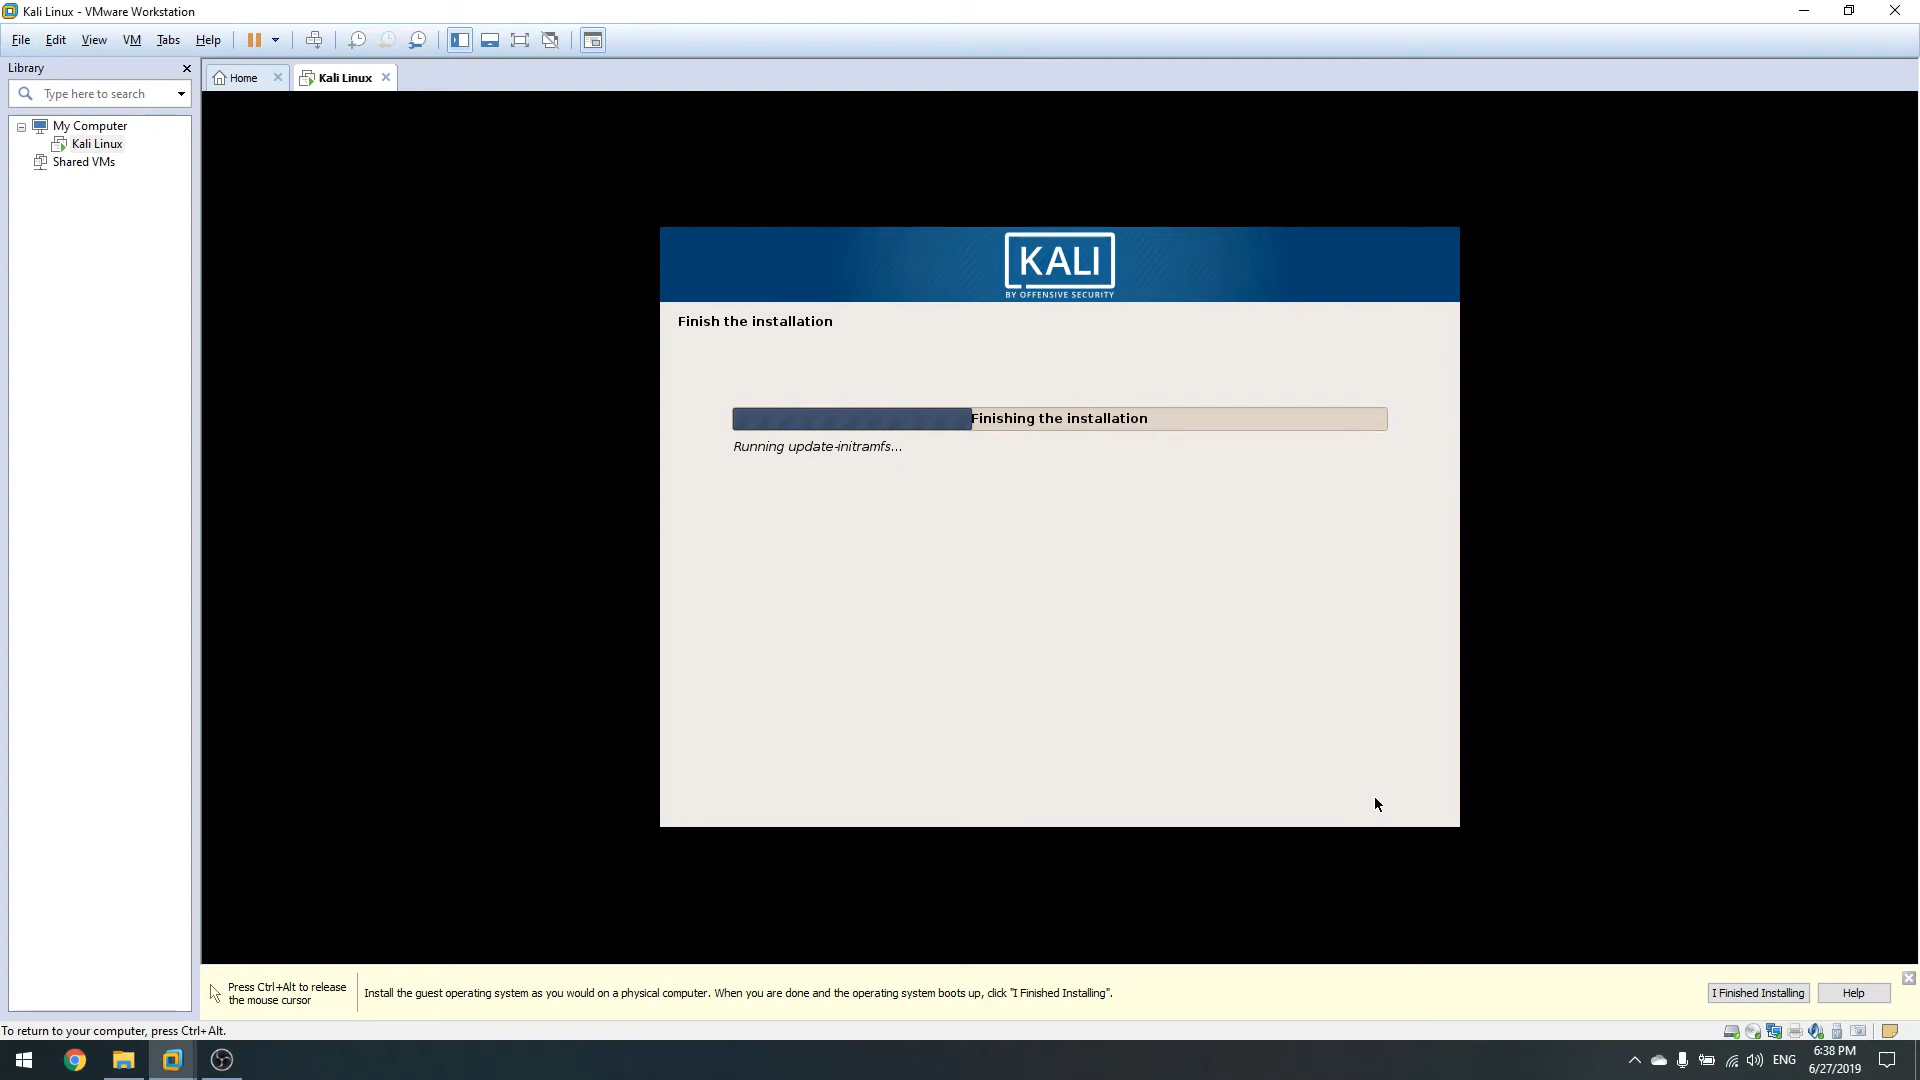 Kali Linux - VMware Workstation
File Edit View VM Tabs Help
Library
Home
Kali Linux
Type here to search
My Computer
Kali Linux
Shared VMs
KALI
BY OFFENSIVE SECURITY
Finish the installation
Finishing the installation
Running update-initramfs...
Press Ctrl+Alt to release
the mouse cursor
Install the guest operating system as you would on a physical computer. When you are done and the operating system boots up, click "I Finished Installing".
I Finished Installing
Help
To return to your computer, press Ctrl+Alt.
ENG
6:38 PM
6/27/2019